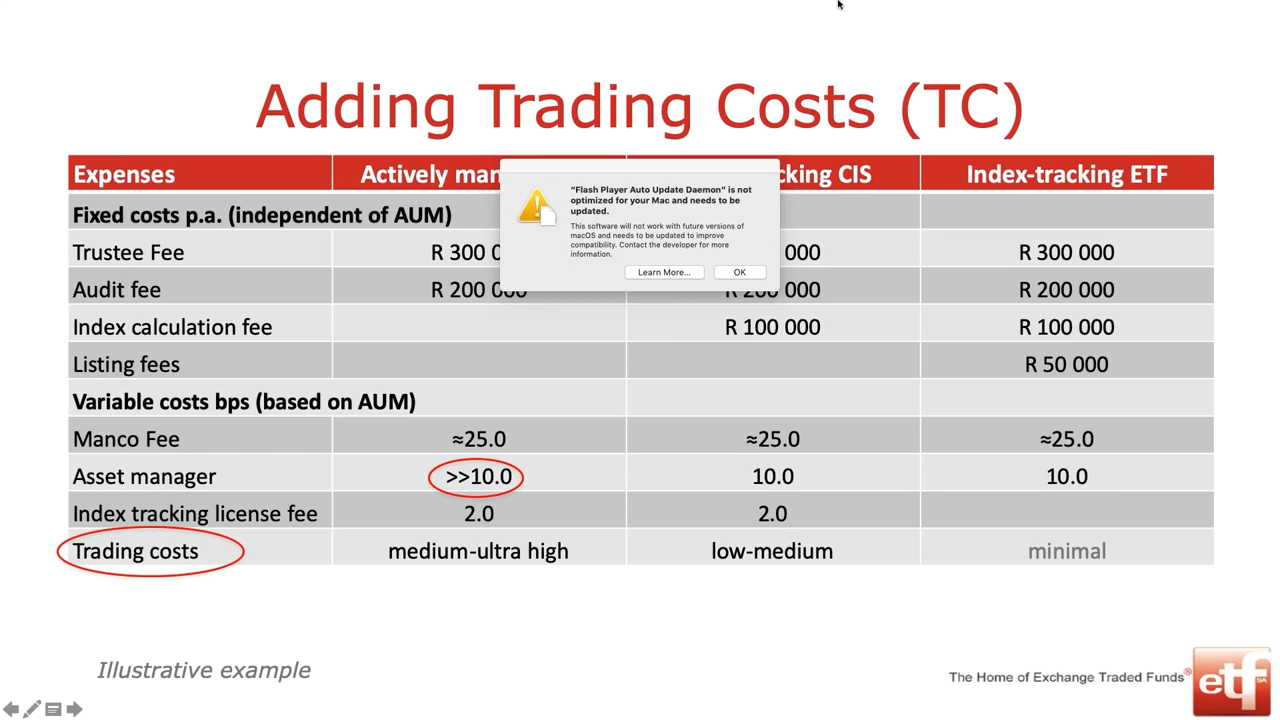 Adding Trading Costs (TC)
Expenses Actively man cking CIS Index-tracking ETF
Fixed costs p.a. (independent of AUM)
Trustee Fee R 300 0 000 R 300 000
Audit fee R 200 000 R 200 000 R 200 000
Index calculation fee R 100 000 R 100 000
Listing fees R 50 000
Variable costs bps (based on AUM)
Manco Fee ≈25.0 ≈25.0 ≈25.0
Asset manager >>10.0 10.0 10.0
Index tracking license fee 2.0 2.0
Trading costs medium-ultra high low-medium minimal
"Flash Player Auto Update Daemon" is not
optimized for your Mac and needs to be
updated.
This software will not work with future versions of
macOS and needs to be updated to improve
compatibility. Contact the developer for more
information.
Learn More... OK
Illustrative example
The Home of Exchange Traded Funds®
etf
SA